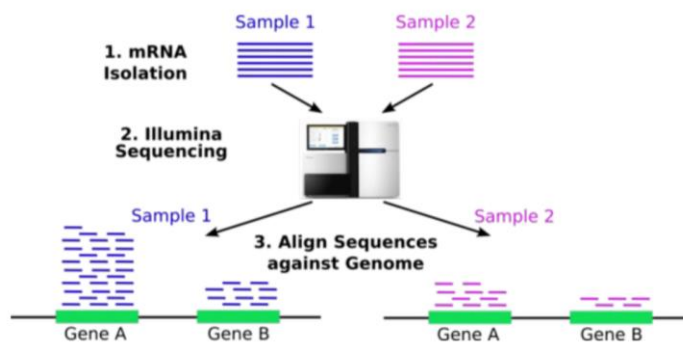 Sample 1
Sample 2
1. mRNA
Isolation
2. Illumina
Sequencing
Sample 1
Sample 2
3. Align Sequences
against Genome
Gene A
Gene B
Gene A
Gene B